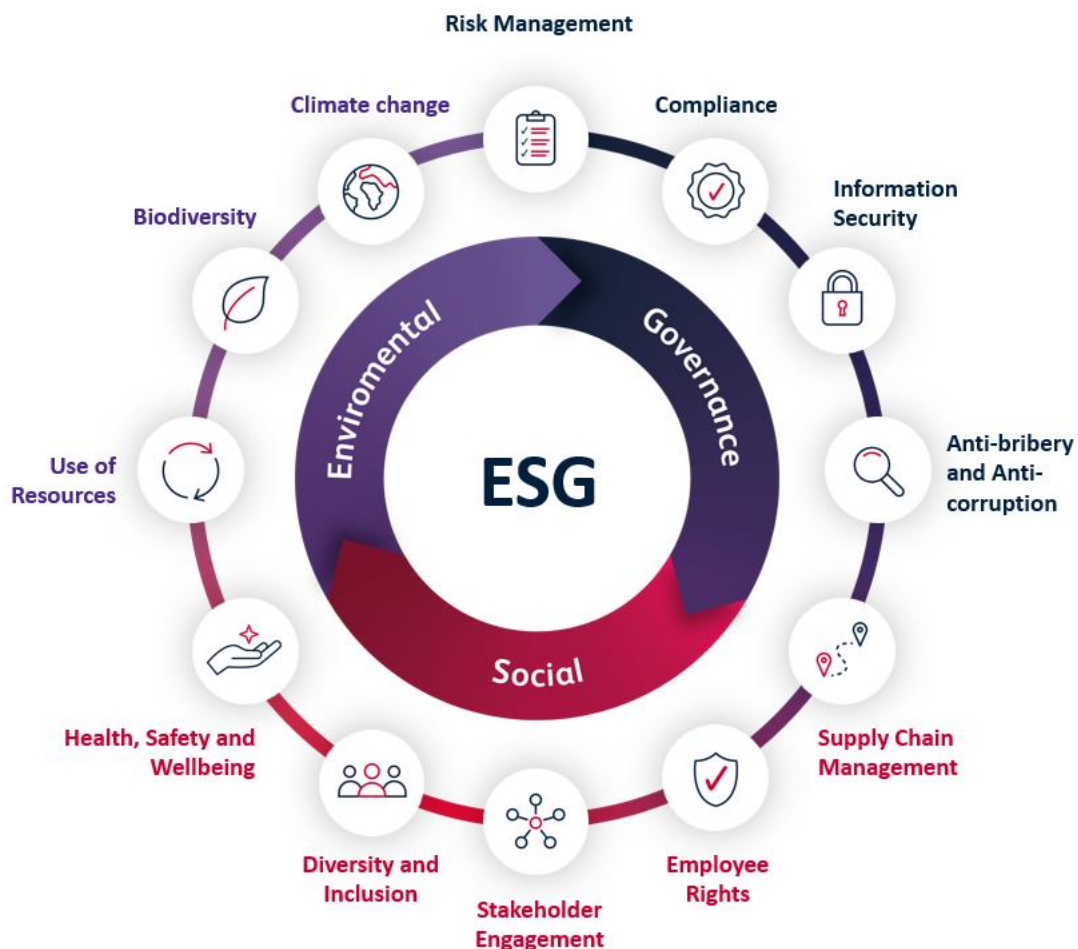 Risk Management
Climate change
Compliance
Biodiversity
Information
Security
Enviromental
Governance
Use of
Resources
ESG
Anti-bribery
and Anti-
corruption
Social
Health, Safety and
Wellbeing
Supply Chain
Management
Diversity and
Inclusion
Employee
Rights
Stakeholder
Engagement